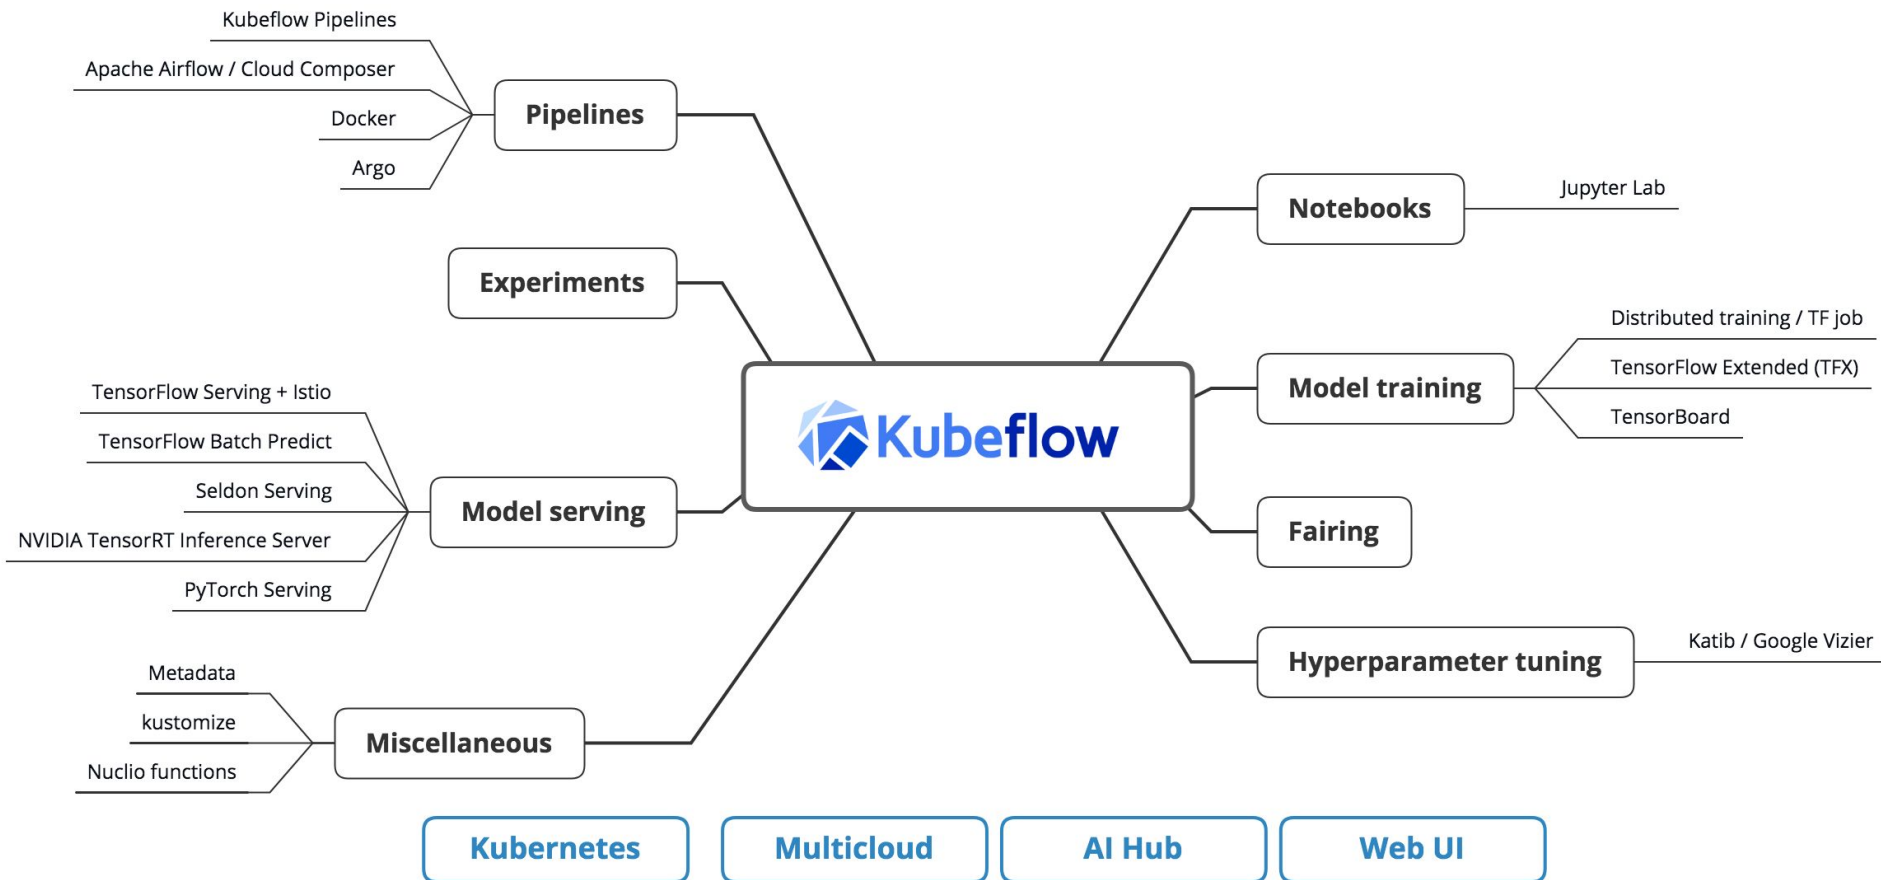 Kubeflow Pipelines
Apache Airflow / Cloud Composer
Docker
Argo
Pipelines
Experiments
TensorFlow Serving + Istio
TensorFlow Batch Predict
Seldon Serving
NVIDIA TensorRT Inference Server
PyTorch Serving
Model serving
Metadata
kustomize
Nuclio functions
Miscellaneous
Kubeflow
Notebooks
Jupyter Lab
Model training
Distributed training / TF job
TensorFlow Extended (TFX)
TensorBoard
Fairing
Hyperparameter tuning
Katib / Google Vizier
Kubernetes
Multicloud
AI Hub
Web UI